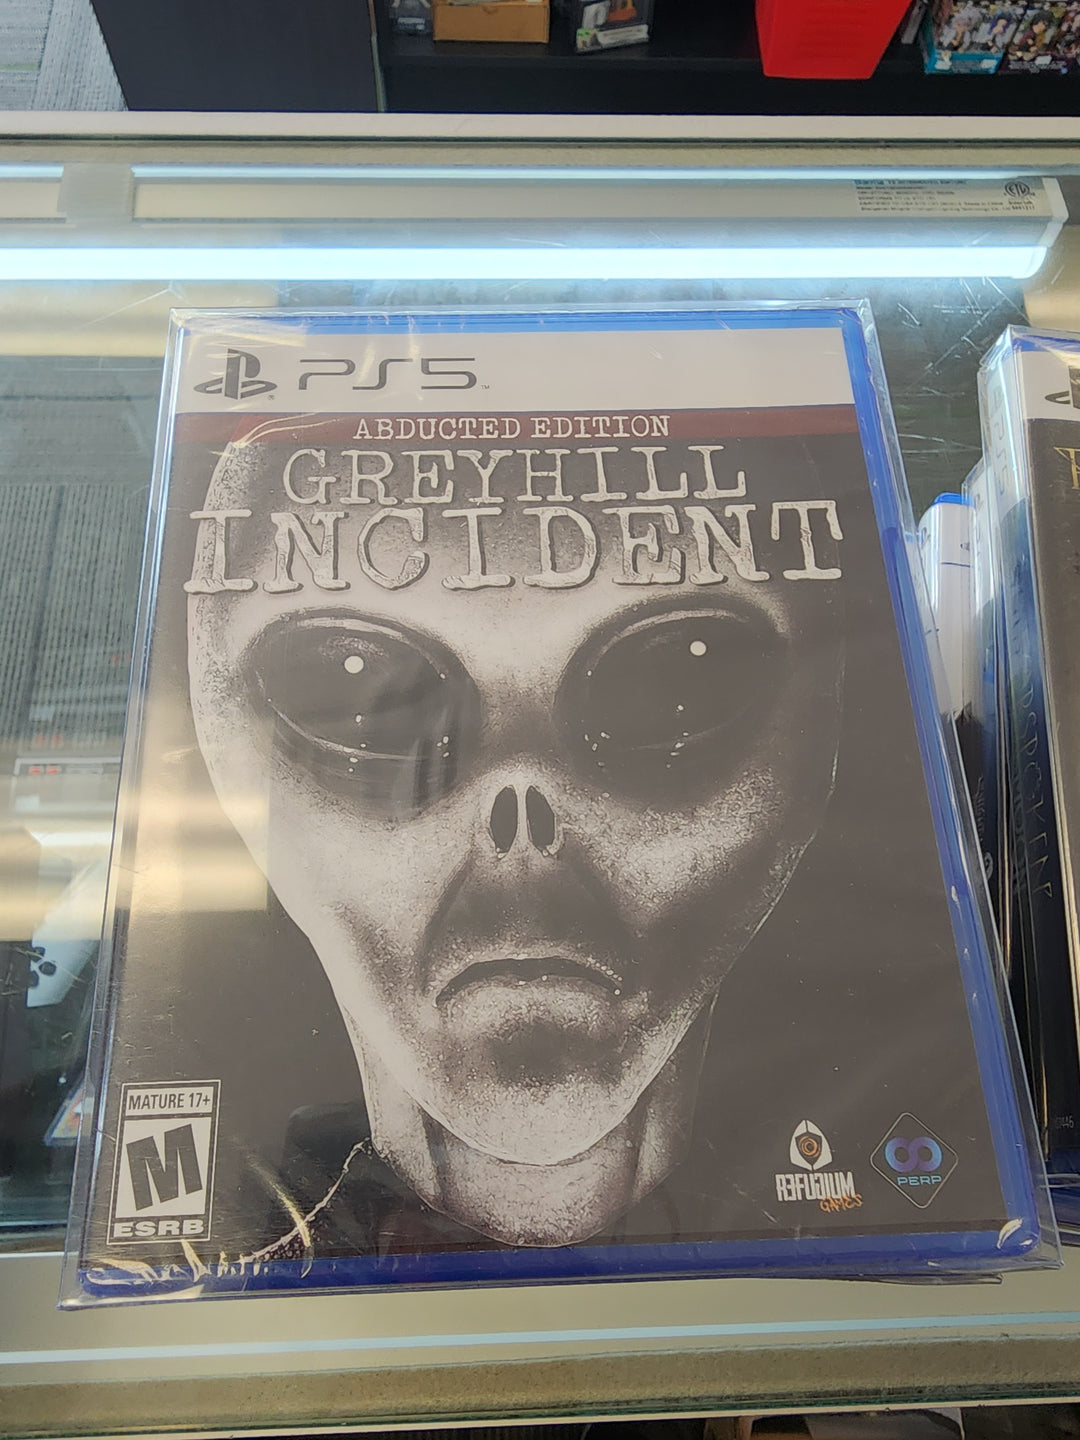 PS5
ABDUCTED EDITION
GREYHILL
INCIDENT
MATURE 17+
M
ESRB
REFUGIUM
GAMES
PERP